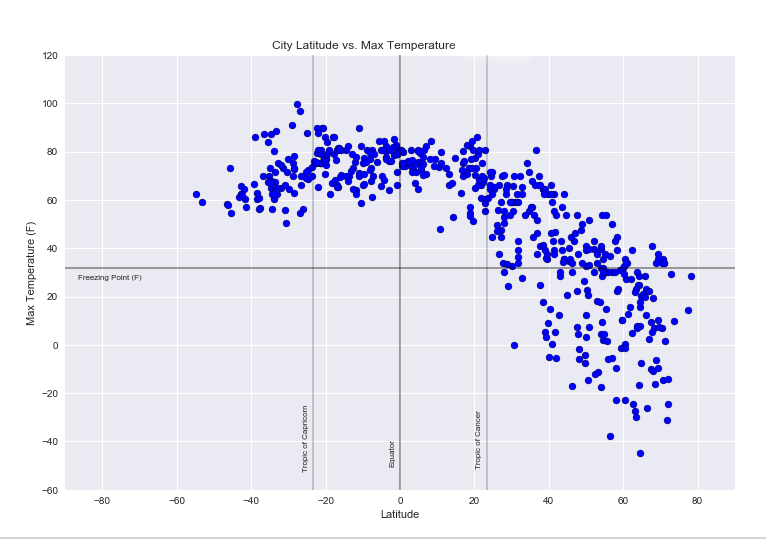 City Latitude vs. Max Temperature
120
100
80
60
40
20
0
−20
−40
−60
Max Temperature (F)
Freezing Point (F)
Tropic of Capricorn
Equator
Tropic of Cancer
−80
−60
−40
−20
0
20
40
60
80
Latitude